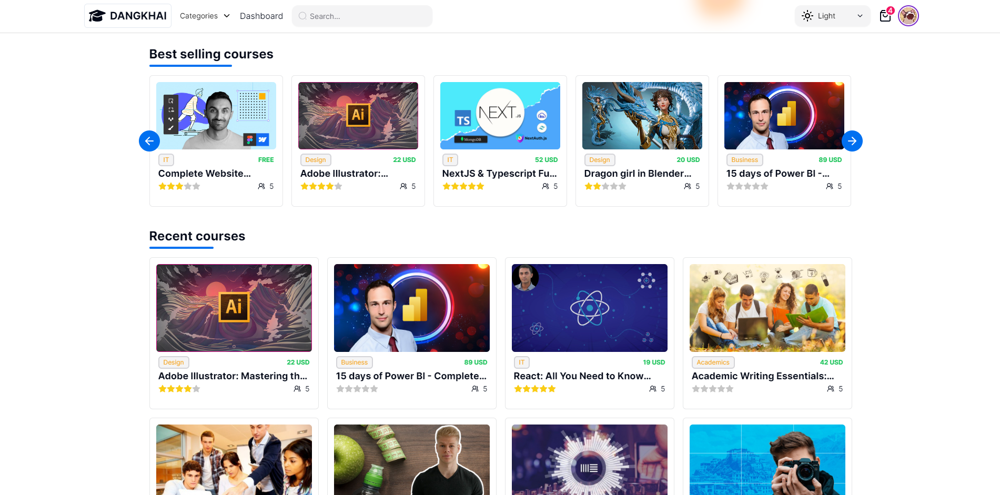 DANGKHAI
Categories
Dashboard
Search...
Light
4
Best selling courses
TS
NEXT.JS
MongoDB
NextAuth.js
Ai
IT
FREE
Complete Website...
5
Design
22 USD
Adobe Illustrator:...
5
IT
52 USD
NextJS & Typescript Fu...
5
Design
20 USD
Dragon girl in Blender...
5
Business
89 USD
15 days of Power BI -...
5
Recent courses
Ai
Design
22 USD
Adobe Illustrator: Mastering th...
5
Business
89 USD
15 days of Power BI - Complete...
5
IT
19 USD
React: All You Need to Know...
5
Academics
42 USD
Academic Writing Essentials:...
5